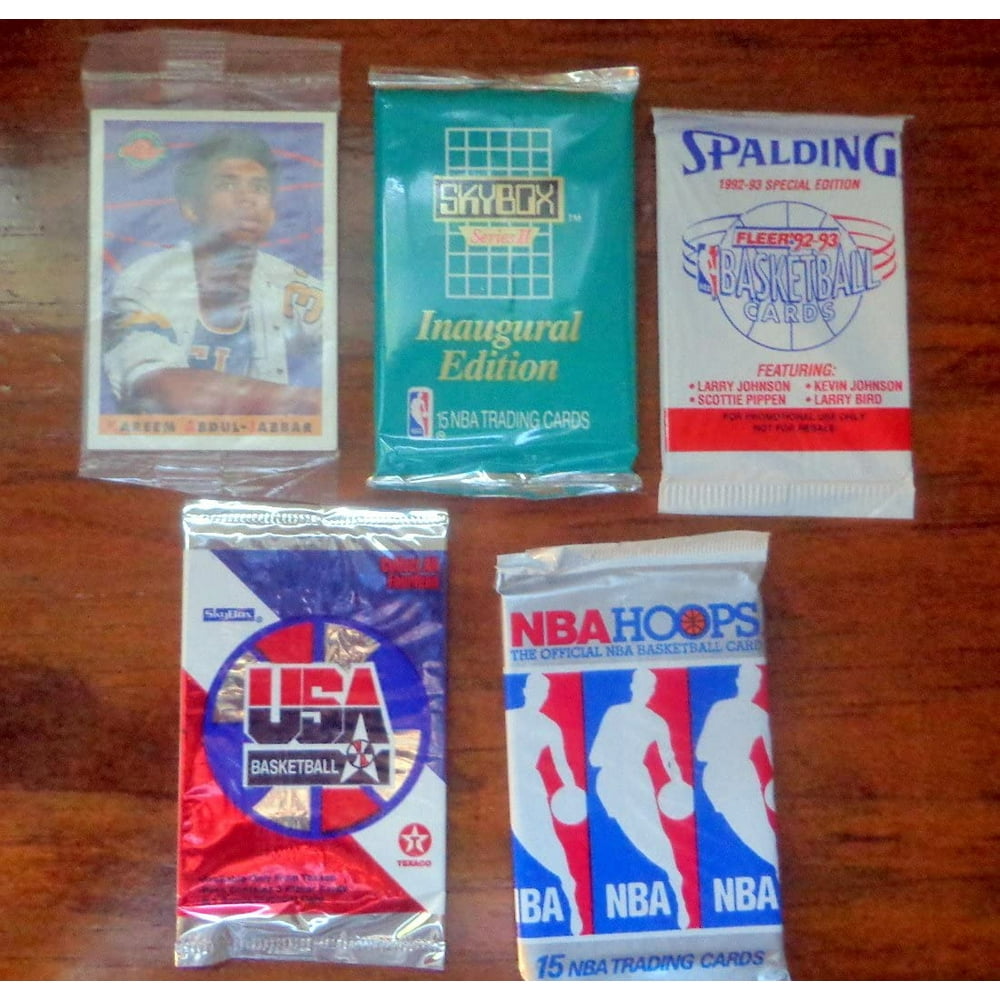 KAREEM ABDUL-JABBAR
SKYBOX TM
Series II
Inaugural
Edition
15 NBA TRADING CARDS
SPALDING
1992-93 SPECIAL EDITION
FLEER '92-93
BASKETBALL
CARDS
FEATURING:
• LARRY JOHNSON • KEVIN JOHNSON
• SCOTTIE PIPPEN • LARRY BIRD
FOR PROMOTIONAL USE ONLY
NOT FOR RESALE
SkyBox ®
USA
BASKETBALL
TEXACO
NBA HOOPS
THE OFFICIAL NBA BASKETBALL CARD
NBA NBA NBA
15 NBA TRADING CARDS